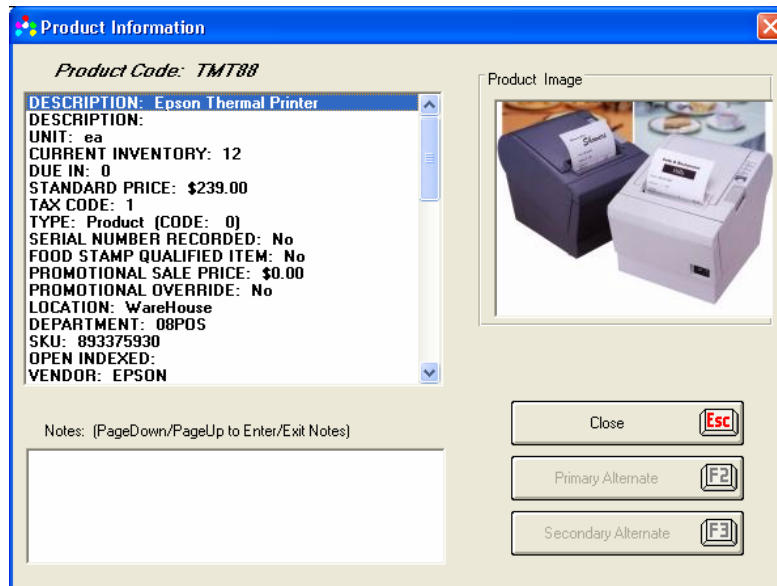 Product Information
Product Code: TMT88
DESCRIPTION: Epson Thermal Printer
DESCRIPTION:
UNIT: ea
CURRENT INVENTORY: 12
DUE IN: 0
STANDARD PRICE: $239.00
TAX CODE: 1
TYPE: Product (CODE: 0)
SERIAL NUMBER RECORDED: No
FOOD STAMP QUALIFIED ITEM: No
PROMOTIONAL SALE PRICE: $0.00
PROMOTIONAL OVERRIDE: No
LOCATION: WareHouse
DEPARTMENT: 08POS
SKU: 893375930
OPEN INDEXED:
VENDOR: EPSON
Product Image
Notes: (PageDown/PageUp to Enter/Exit Notes)
Close Esc
Primary Alternate F2
Secondary Alternate F3